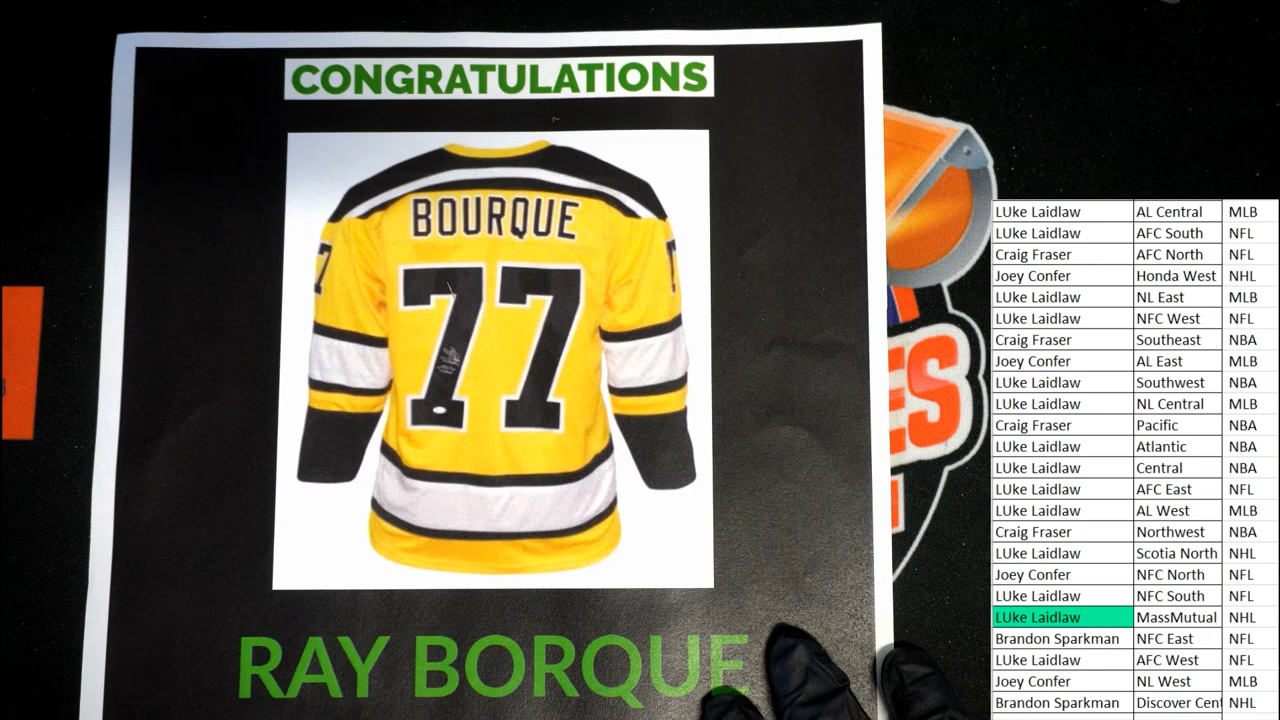 CONGRATULATIONS
BOURQUE
77
RAY BORQUE
ES
LUke Laidlaw AL Central MLB
LUke Laidlaw AFC South NFL
Craig Fraser AFC North NFL
Joey Confer Honda West NHL
LUke Laidlaw NL East MLB
LUke Laidlaw NFC West NFL
Craig Fraser Southeast NBA
Joey Confer AL East MLB
LUke Laidlaw Southwest NBA
LUke Laidlaw NL Central MLB
Craig Fraser Pacific NBA
LUke Laidlaw Atlantic NBA
LUke Laidlaw Central NBA
LUke Laidlaw AFC East NFL
LUke Laidlaw AL West MLB
Craig Fraser Northwest NBA
LUke Laidlaw Scotia North NHL
Joey Confer NFC North NFL
LUke Laidlaw NFC South NFL
LUke Laidlaw MassMutual NHL
Brandon Sparkman NFC East NFL
LUke Laidlaw AFC West NFL
Joey Confer NL West MLB
Brandon Sparkman Discover Cent NHL